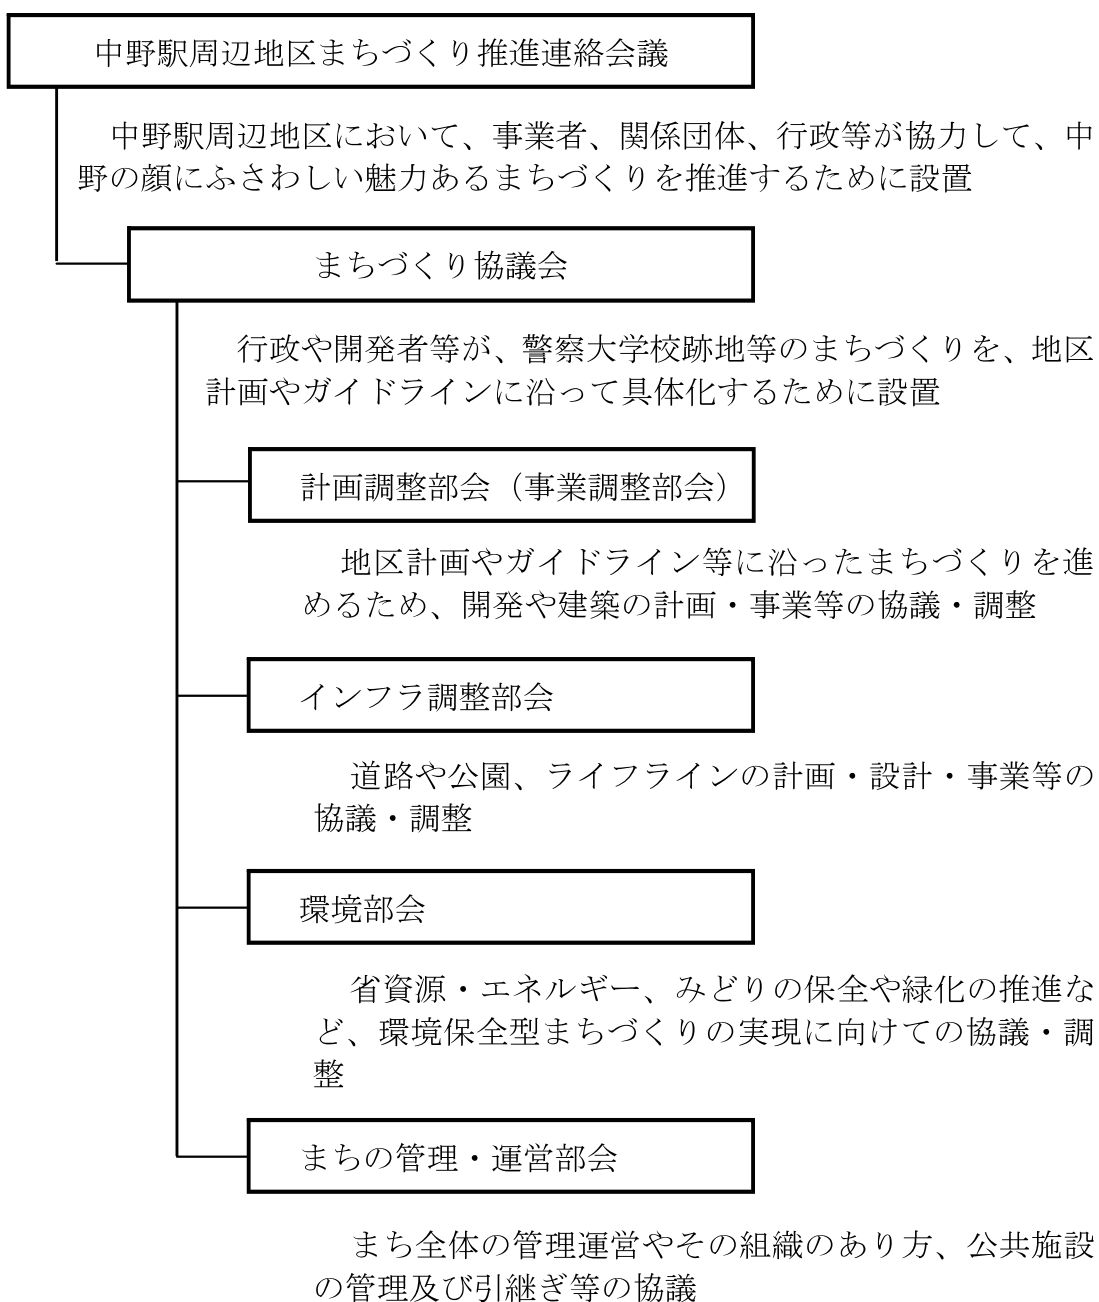 中野駅周辺地区まちづくり推進連絡会議
中野駅周辺地区において、事業者、関係団体、行政等が協力して、中
野の顔にふさわしい魅力あるまちづくりを推進するために設置
まちづくり協議会
行政や開発者等が、警察大学校跡地等のまちづくりを、地区
計画やガイドラインに沿って具体化するために設置
計画調整部会（事業調整部会）
地区計画やガイドライン等に沿ったまちづくりを進
めるため、開発や建築の計画・事業等の協議・調整
インフラ調整部会
道路や公園、ライフラインの計画・設計・事業等の
協議・調整
環境部会
省資源・エネルギー、みどりの保全や緑化の推進な
ど、環境保全型まちづくりの実現に向けての協議・調
整
まちの管理・運営部会
まち全体の管理運営やその組織のあり方、公共施設
の管理及び引継ぎ等の協議